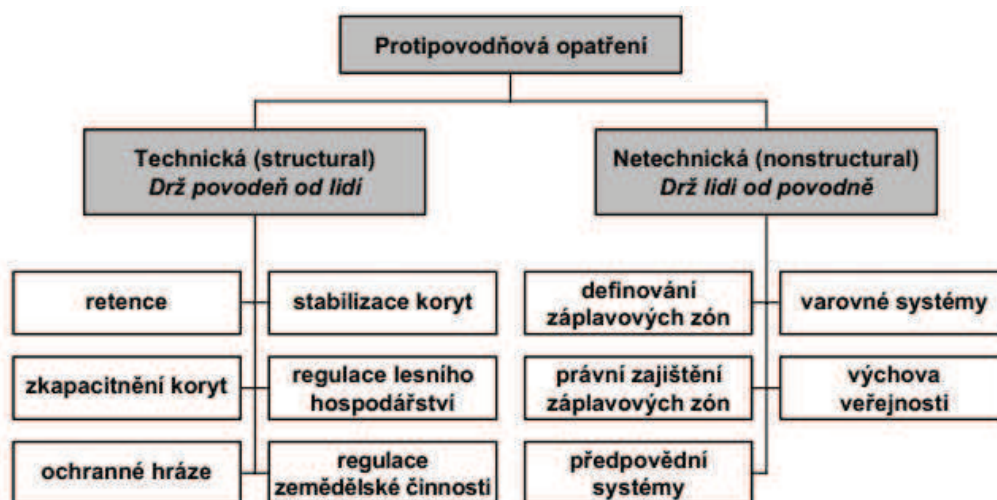 Protipovodňová opatření
Technická (structural)
Drž povodeň od lidí
Netechnická (nonstructural)
Drž lidi od povodně
retence
stabilizace koryt
zkapacitnění koryt
regulace lesního
hospodářství
ochranné hráze
regulace
zemědělské činnosti
definování
záplavových zón
varovné systémy
právní zajištění
záplavových zón
výchova
veřejnosti
předpovědní
systémy